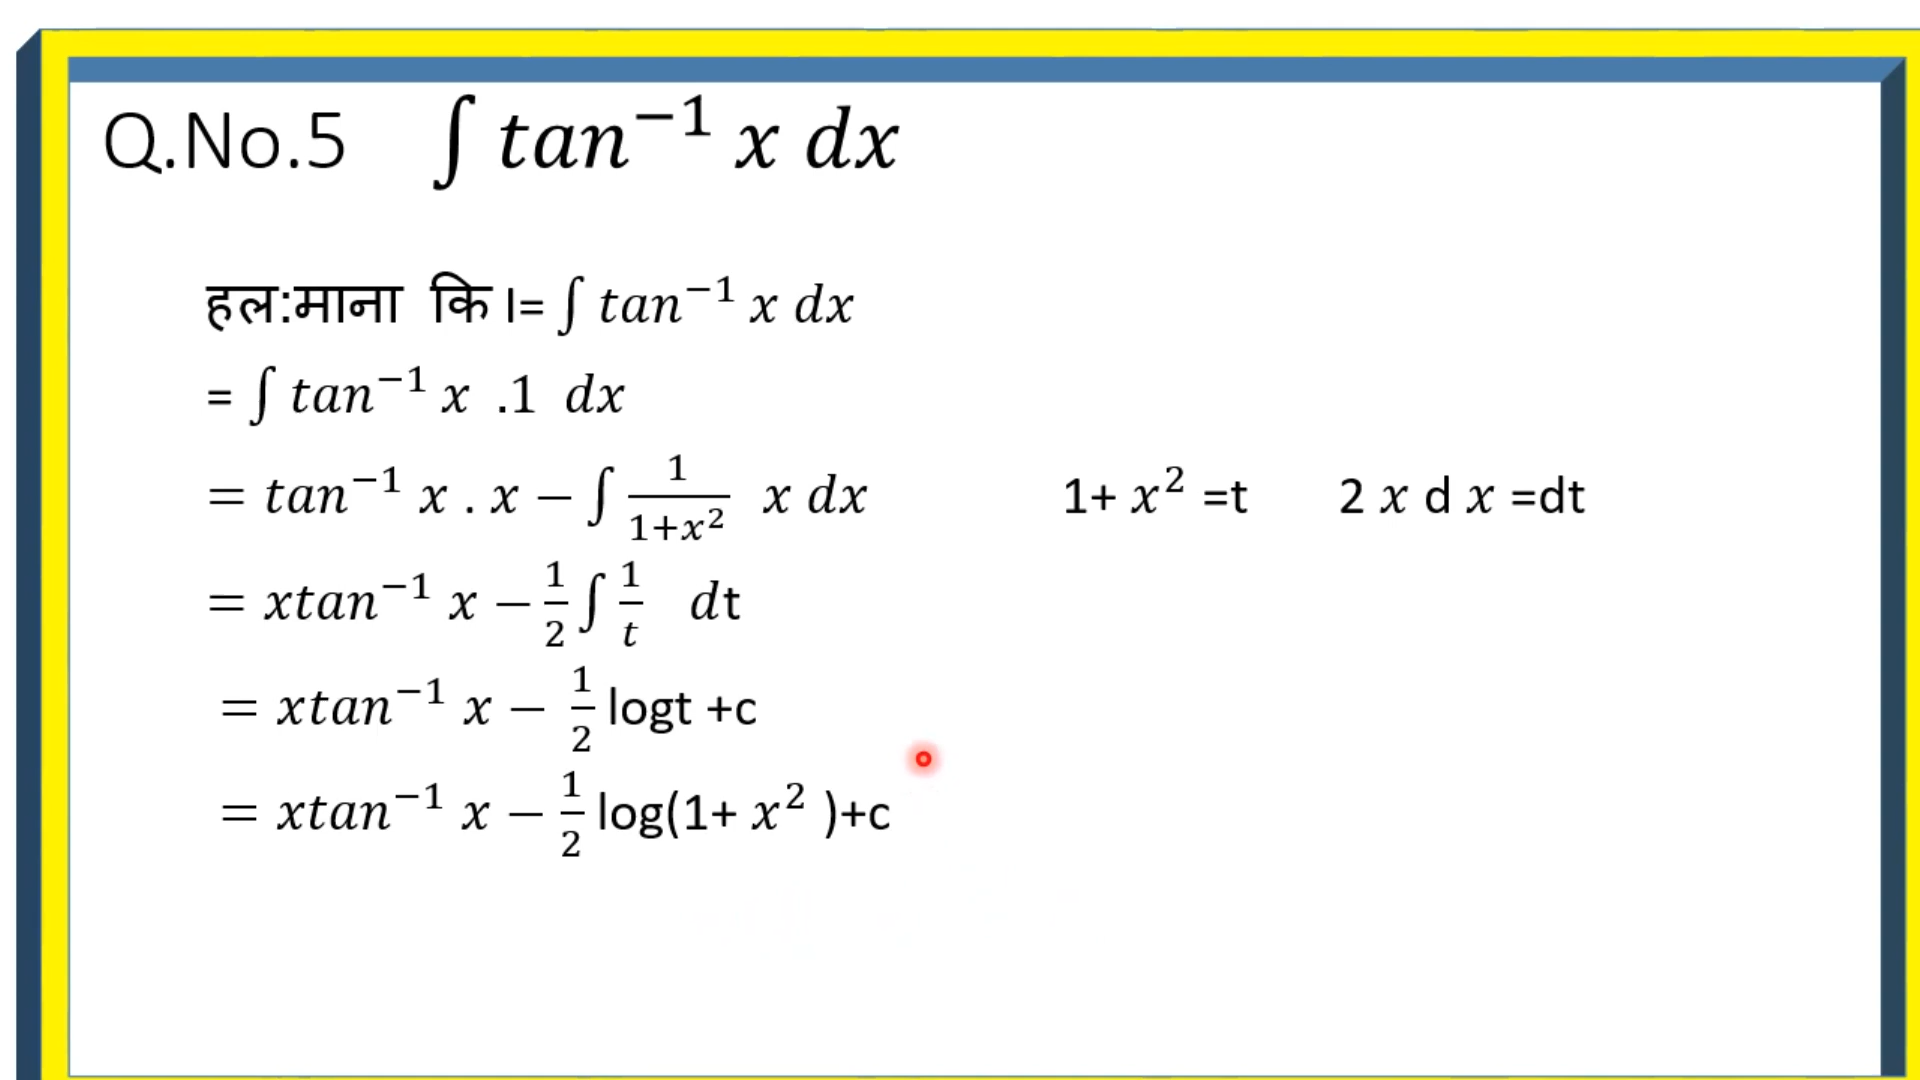 Q.No.5 ∫ tan⁻¹ x dx
हल:माना कि I= ∫ tan⁻¹ x dx
= ∫ tan⁻¹ x .1 dx
= tan⁻¹ x . x − ∫ 1/(1+x²) x dx 1+ x² =t 2 x d x =dt
= xtan⁻¹ x − 1/2 ∫ 1/t dt
= xtan⁻¹ x − 1/2 logt +c
= xtan⁻¹ x − 1/2 log(1+ x² )+c